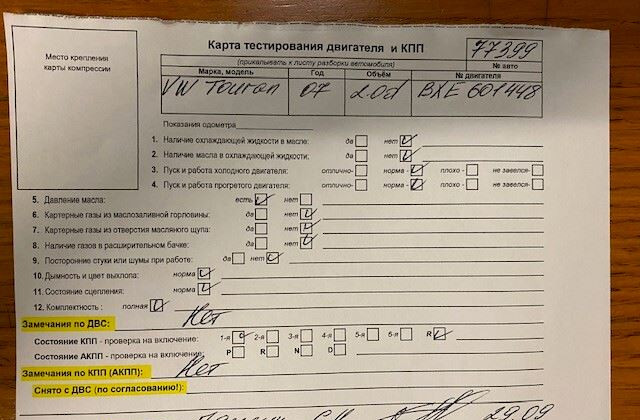 Место крепления
карты компрессии
Карта тестирования двигателя и КПП
(прикалывать к листу разборки автомобиля)
77399
№ авто
Марка, модель Год Объём № двигателя
VW Touran 07 2.0d BXE 601448
Показания одометра
1. Наличие охлаждающей жидкости в масле: да нет
2. Наличие масла в охлаждающей жидкости: да нет
3. Пуск и работа холодного двигателя: отлично- норма - плохо - не завелся-
4. Пуск и работа прогретого двигателя: отлично- норма - плохо - не завелся-
5. Давление масла: есть нет
6. Картерные газы из маслозаливной горловины: да нет
7. Картерные газы из отверстия масляного щупа: да нет
8. Наличие газов в расширительном бачке: да нет
9. Посторонние стуки или шумы при работе: да нет
10. Дымность и цвет выхлопа: норма
11. Состояние сцепления: норма
12. Комплектность : полная
Замечания по ДВС: Нет
Состояние КПП - проверка на включение: 1-я 2-я 3-я 4-я 5-я 6-я R
Состояние АКПП - проверка на включение: P R N D
Замечания по КПП (АКПП): Нет
Снято с ДВС (по согласованию!):
29.09